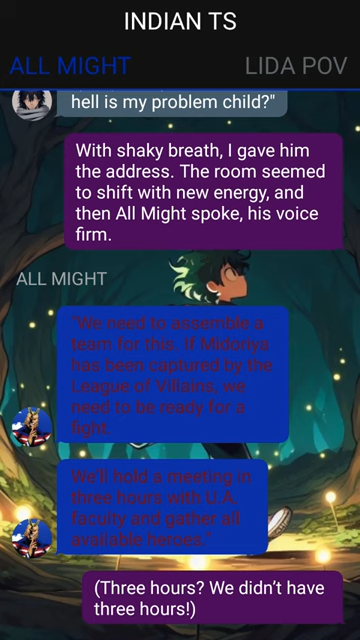 INDIAN TS
ALL MIGHT
LIDA POV
hell is my problem child?"
With shaky breath, I gave him
the address. The room seemed
to shift with new energy, and
then All Might spoke, his voice
firm.
ALL MIGHT
"We need to assemble a
team for this. If Midoriya
has been captured by the
League of Villains, we
need to be ready for a
fight.
We'll hold a meeting in
three hours with U.A,
faculty and gather all
available heroes."
(Three hours? We didn't have
three hours!)